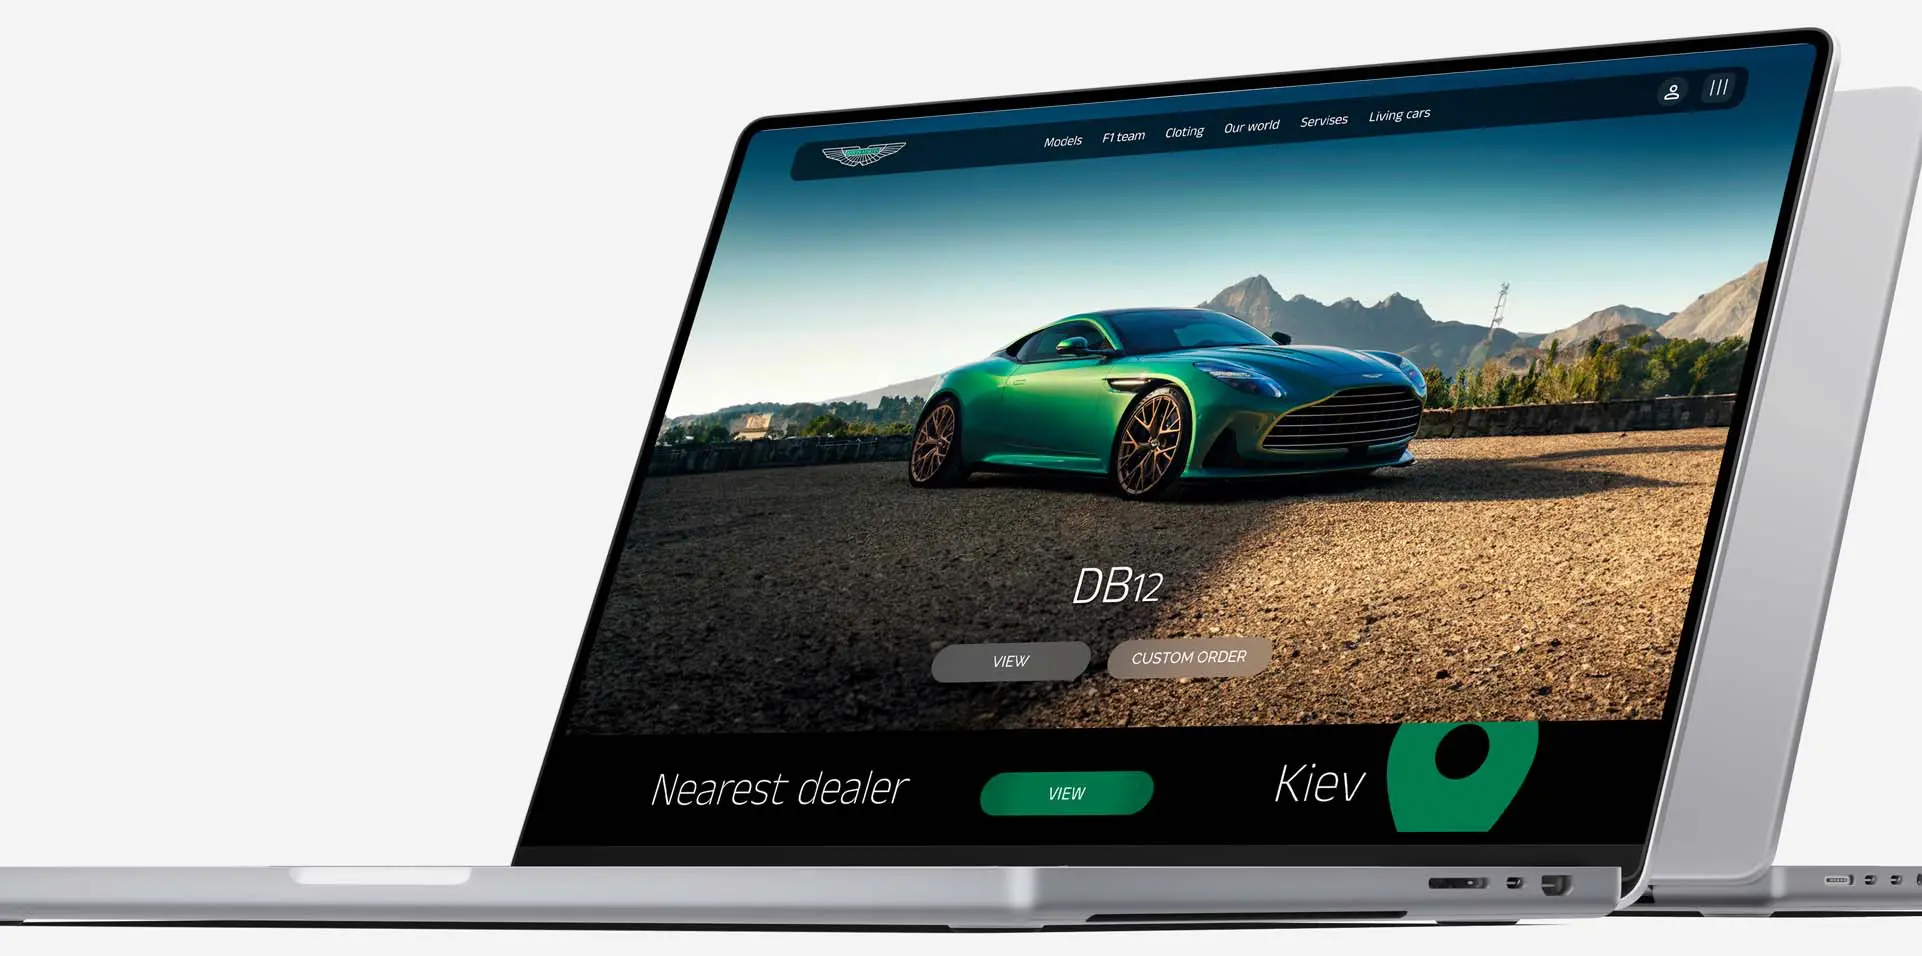 Models F1 team Cloting Our world Servises Living cars
DB12
VIEW CUSTOM ORDER
Nearest dealer VIEW Kiev